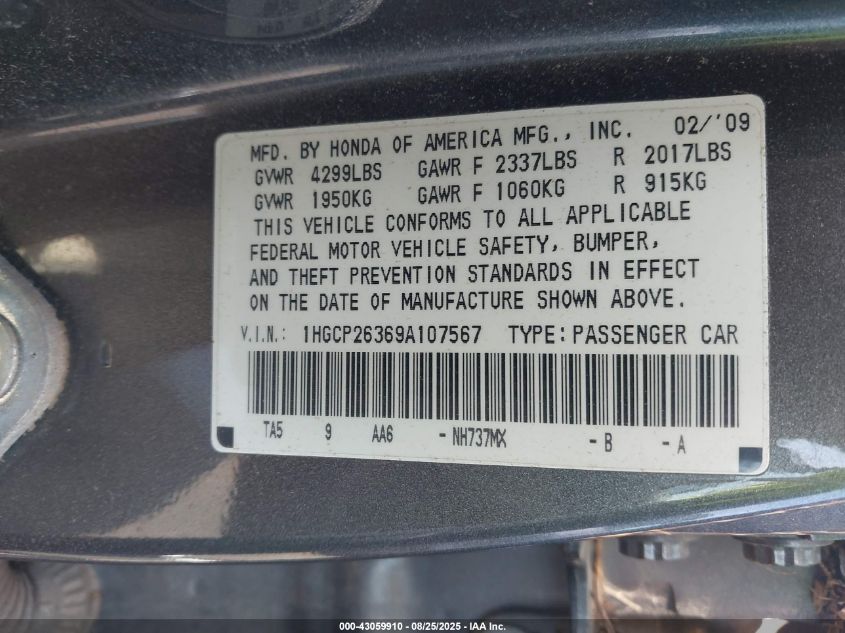 MFD. BY HONDA OF AMERICA MFG., INC. 02/'09
GVWR 4299LBS GAWR F 2337LBS R 2017LBS
GVWR 1950KG GAWR F 1060KG R 915KG
THIS VEHICLE CONFORMS TO ALL APPLICABLE
FEDERAL MOTOR VEHICLE SAFETY, BUMPER,
AND THEFT PREVENTION STANDARDS IN EFFECT
ON THE DATE OF MANUFACTURE SHOWN ABOVE.
V.I.N.: 1HGCP26369A107567 TYPE: PASSENGER CAR
TA5 9 AA6 - NH737MX - B - A
000-43059910 - 08/25/2025 - IAA Inc.